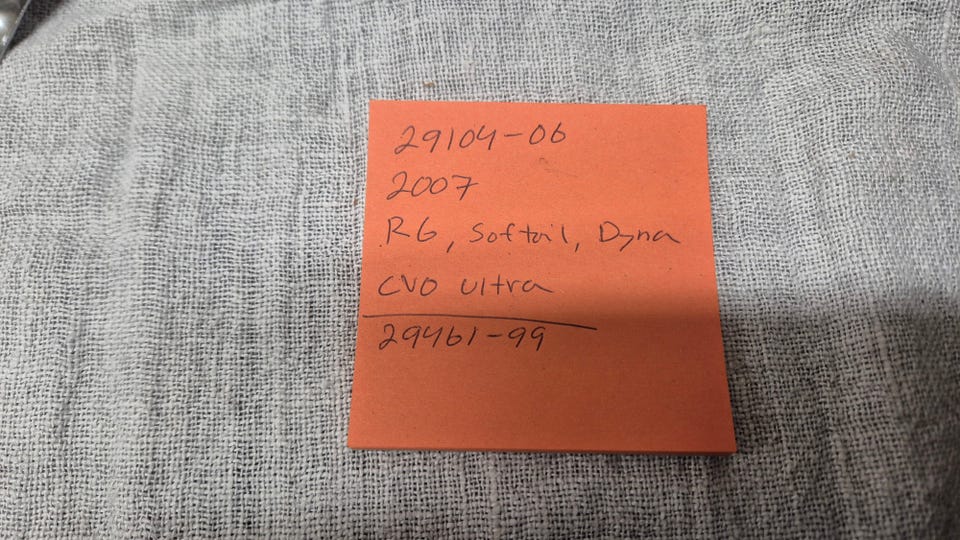 29104-06
2007
RG, Softail, Dyna
CVO Ultra
29461-99